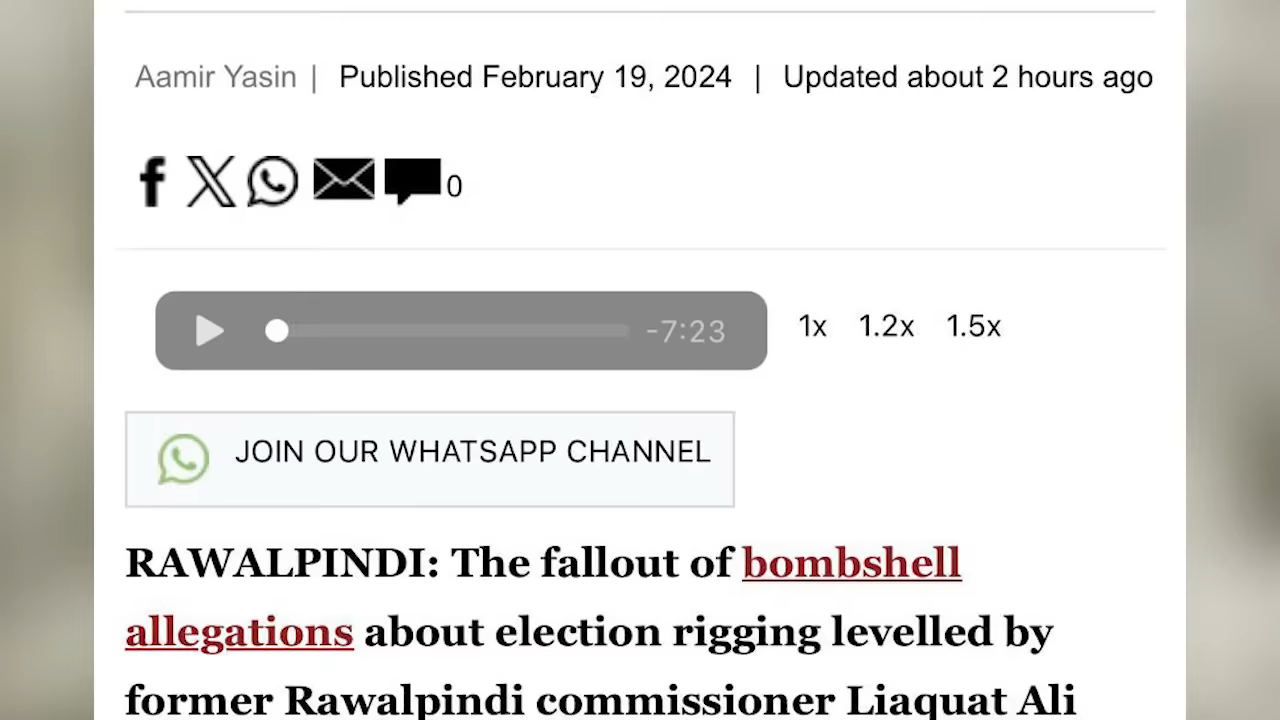 Aamir Yasin | Published February 19, 2024 | Updated about 2 hours ago
0
-7:23 1x 1.2x 1.5x
JOIN OUR WHATSAPP CHANNEL
RAWALPINDI: The fallout of bombshell
allegations about election rigging levelled by
former Rawalpindi commissioner Liaquat Ali